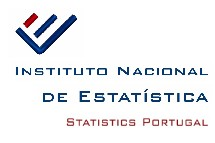 INSTITUTO NACIONAL
DE ESTATÍSTICA
STATISTICS PORTUGAL